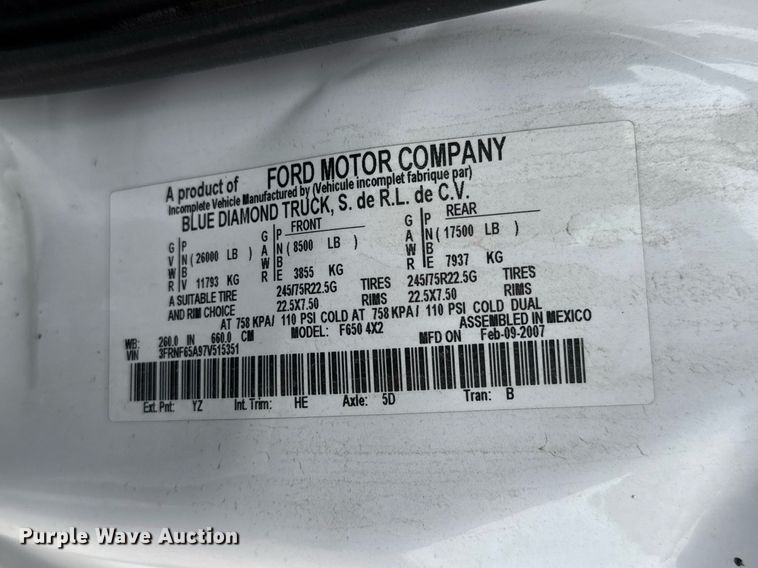 A product of FORD MOTOR COMPANY
Incomplete Vehicle Manufactured by (Vehicule incomplet fabrique par)
BLUE DIAMOND TRUCK, S. de R.L. de C.V.
FRONT REAR
G P G P G P
V N (26000 LB) A N (8500 LB) A N (17500 LB)
W B W B W B
R V 11793 KG R E 3855 KG R E 7937 KG
A SUITABLE TIRE 245/75R22.5G TIRES 245/75R22.5G TIRES
AND RIM CHOICE 22.5X7.50 RIMS 22.5X7.50 RIMS
AT 758 KPA/ 110 PSI COLD AT 758 KPA/ 110 PSI COLD DUAL
WB: 260.0 IN 660.0 CM MODEL: F650 4X2 ASSEMBLED IN MEXICO
VIN 3FRNF65A97V515351 MFD ON Feb-09-2007
Ext. Pnt: YZ Int. Trim: HE Axle: 5D Tran: B
Purple Wave Auction